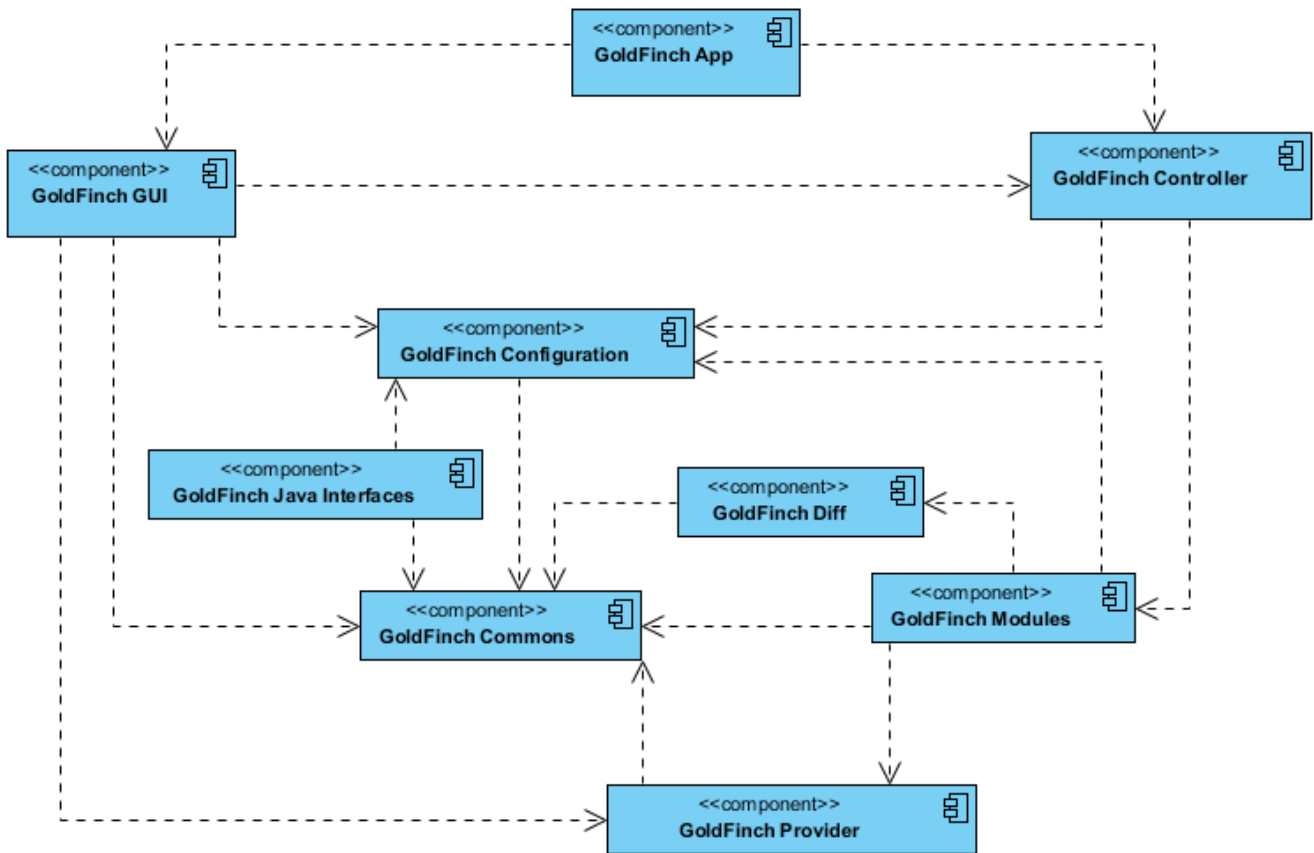 <<component>>
GoldFinch App
<<component>>
GoldFinch GUI
<<component>>
GoldFinch Controller
<<component>>
GoldFinch Configuration
<<component>>
GoldFinch Java Interfaces
<<component>>
GoldFinch Diff
<<component>>
GoldFinch Commons
<<component>>
GoldFinch Modules
<<component>>
GoldFinch Provider